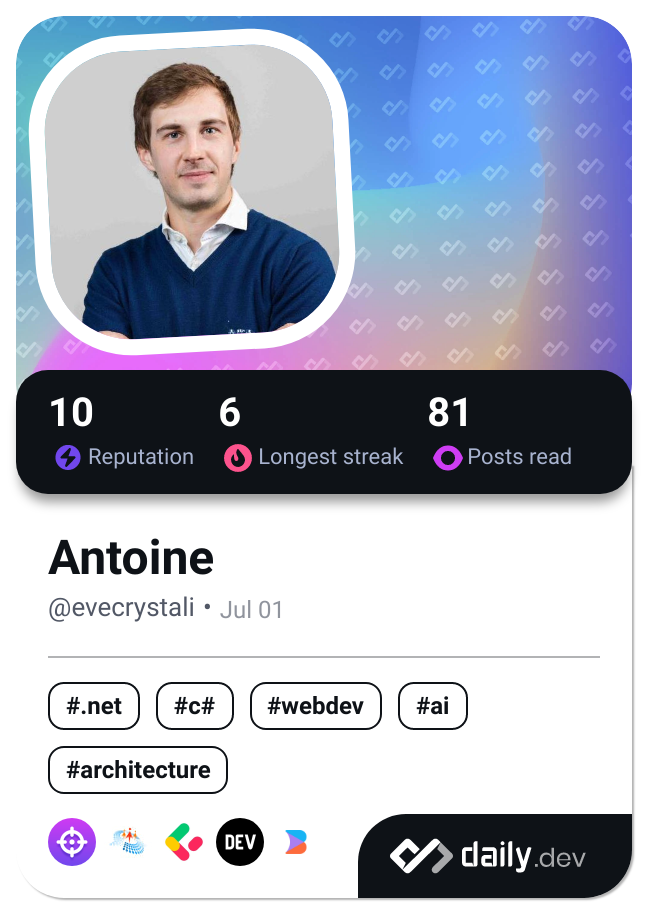 10 6 81
Reputation Longest streak Posts read
Antoine
@evecrystali • Jul 01
#.net #c# #webdev #ai
#architecture
DEV
daily.dev